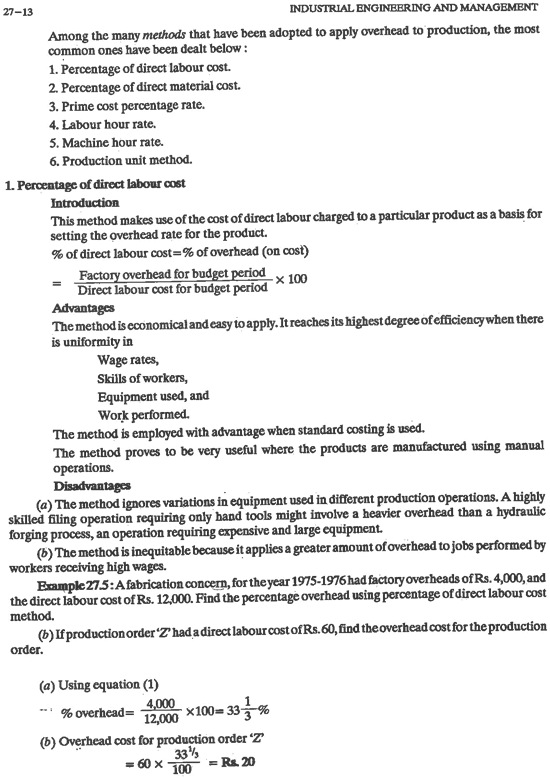 27–13 INDUSTRIAL ENGINEERING AND MANAGEMENT
Among the many methods that have been adopted to apply overhead to production, the most
common ones have been dealt below :
1. Percentage of direct labour cost.
2. Percentage of direct material cost.
3. Prime cost percentage rate.
4. Labour hour rate.
5. Machine hour rate.
6. Production unit method.
1. Percentage of direct labour cost
Introduction
This method makes use of the cost of direct labour charged to a particular product as a basis for
setting the overhead rate for the product.
% of direct labour cost=% of overhead (on cost)
= Factory overhead for budget period / Direct labour cost for budget period × 100
Advantages
The method is economical and easy to apply. It reaches its highest degree of efficiency when there
is uniformity in
Wage rates,
Skills of workers,
Equipment used, and
Work performed.
The method is employed with advantage when standard costing is used.
The method proves to be very useful where the products are manufactured using manual
operations.
Disadvantages
(a) The method ignores variations in equipment used in different production operations. A highly
skilled filing operation requiring only hand tools might involve a heavier overhead than a hydraulic
forging process, an operation requiring expensive and large equipment.
(b) The method is inequitable because it applies a greater amount of overhead to jobs performed by
workers receiving high wages.
Example 27.5 : A fabrication concern, for the year 1975-1976 had factory overheads of Rs. 4,000, and
the direct labour cost of Rs. 12,000. Find the percentage overhead using percentage of direct labour cost
method.
(b) If production order 'Z' had a direct labour cost of Rs. 60, find the overhead cost for the production
order.
(a) Using equation (1)
% overhead= 4,000 / 12,000 ×100= 33 1/3 %
(b) Overhead cost for production order 'Z'
= 60 × 33 1/3 / 100 = Rs. 20